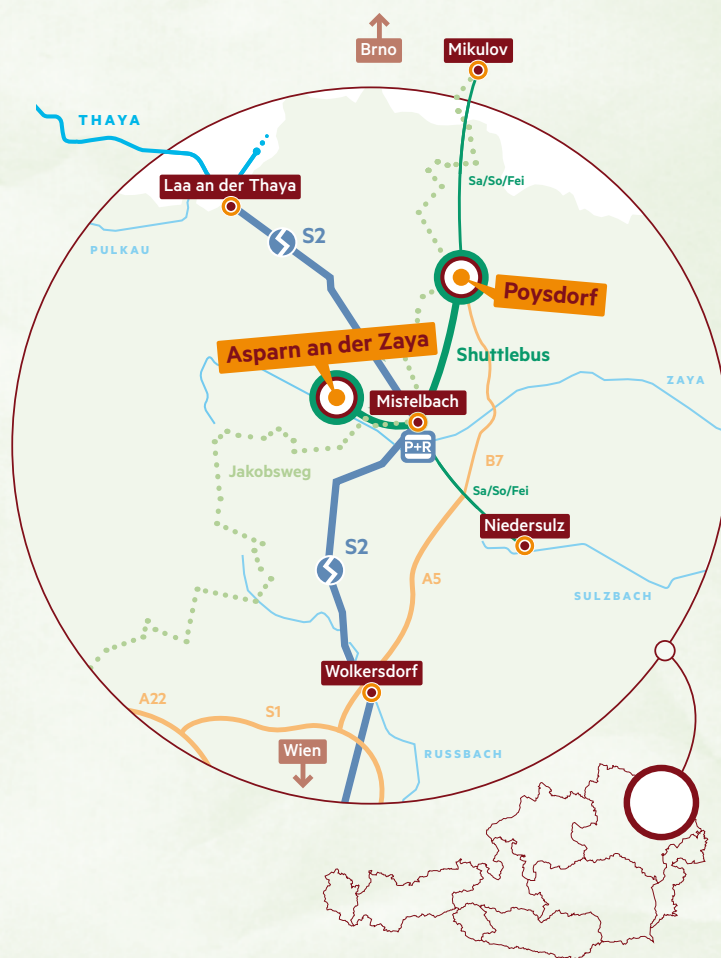 Brno
Mikulov
THAYA
Laa an der Thaya
Sa/So/Fei
PULKAU
S2
Poysdorf
Asparn an der Zaya
Shuttlebus
ZAYA
Mistelbach
P+R
B7
Jakobsweg
Sa/So/Fei
Niedersulz
S2
A5
SULZBACH
Wolkersdorf
A22
S1
Wien
RUSSBACH